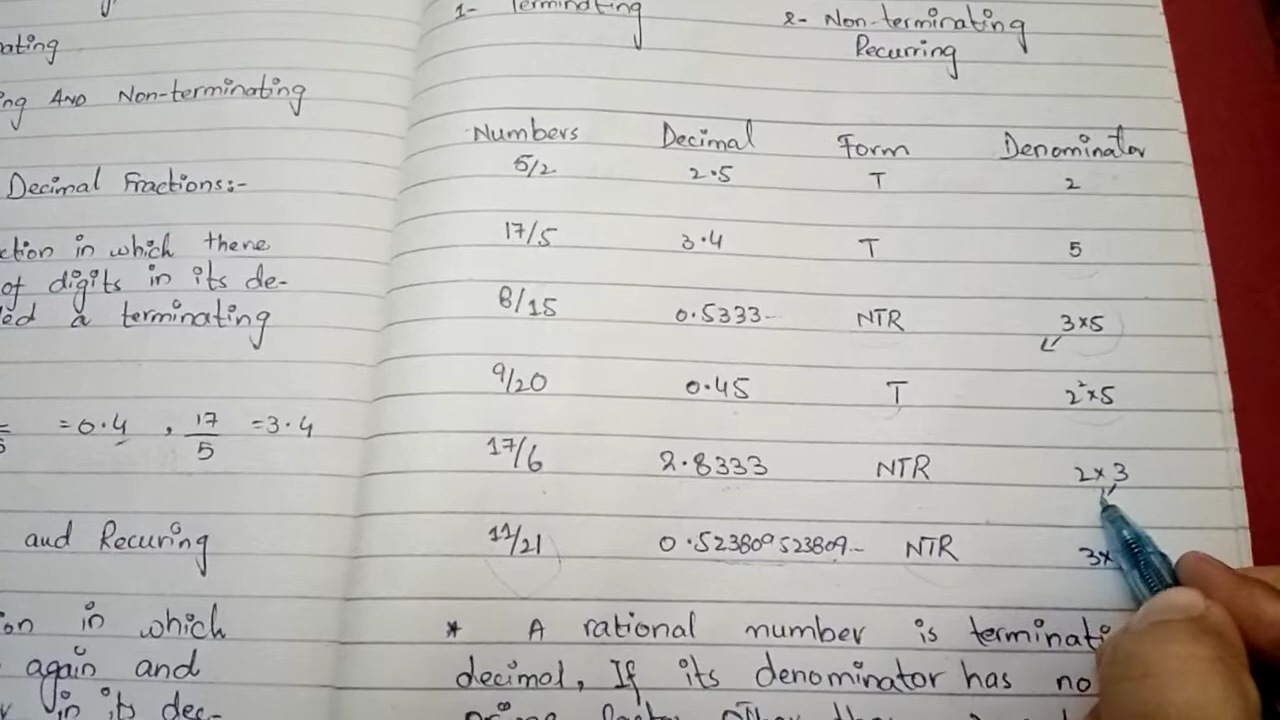 ating
ing AND Non-terminating
Decimal Fractions:-
ction in which there
of digits in its de-
led a terminating
= 0.4 , 17/5 = 3.4
and Recuring
on in which
again and
in its dec-
1- Terminating
2- Non-terminating
Recurring
Numbers Decimal Form Denominator
5/2 2.5 T 2
17/5 3.4 T 5
8/15 0.5333-- NTR 3×5
9/20 0.45 T 2²×5
17/6 2.8333 NTR 2×3
11/21 0.523809523809-- NTR 3×
* A rational number is terminati
decimal, If its denominator has no